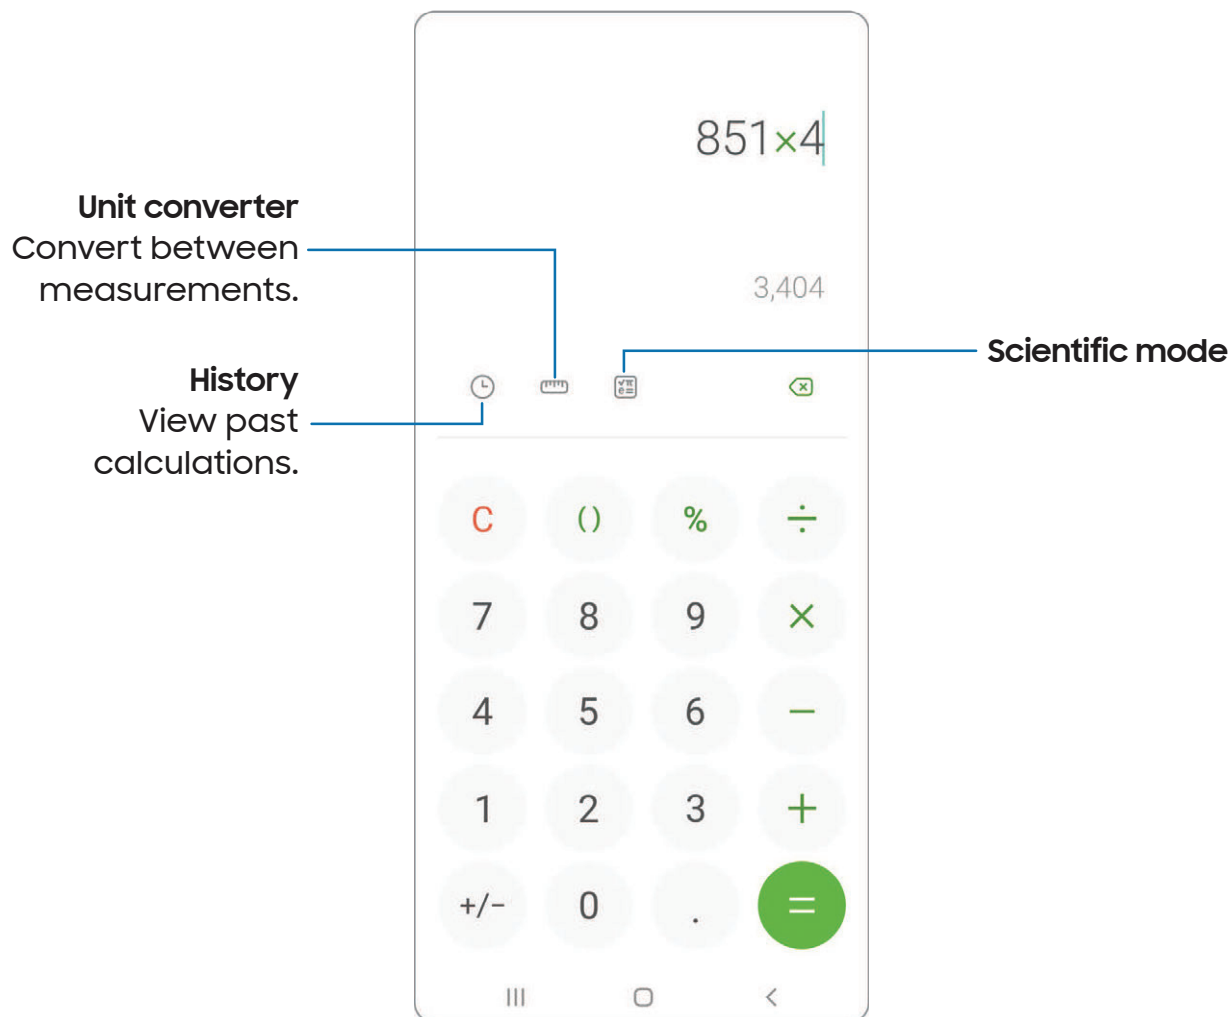 851×4
Unit converter
Convert between
measurements.
3,404
Scientific mode
History
View past
calculations.
√π
e=
C ( ) % ÷
7 8 9 ×
4 5 6 −
1 2 3 +
+/− 0 . =